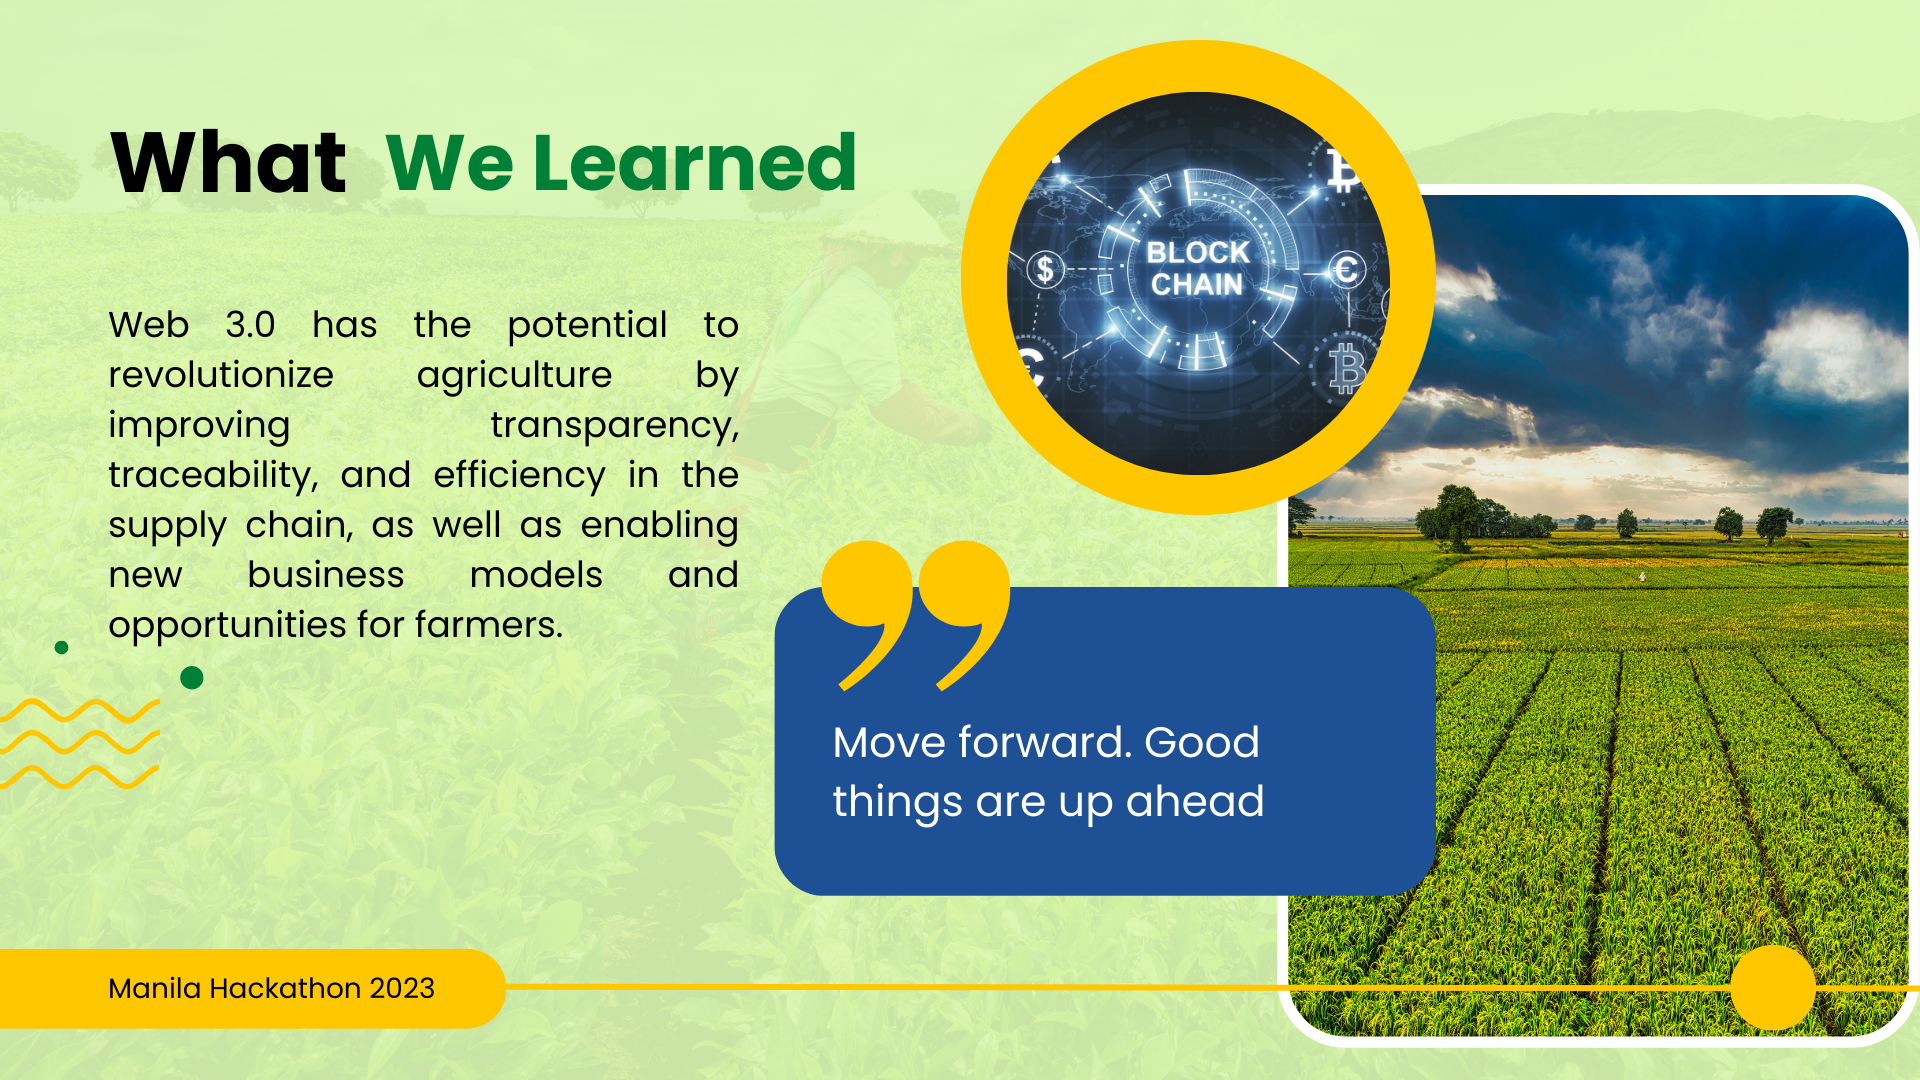 What We Learned
Web 3.0 has the potential to
revolutionize agriculture by
improving transparency,
traceability, and efficiency in the
supply chain, as well as enabling
new business models and
opportunities for farmers.
BLOCK
CHAIN
$
€
₿
₿
€
”
Move forward. Good
things are up ahead
Manila Hackathon 2023